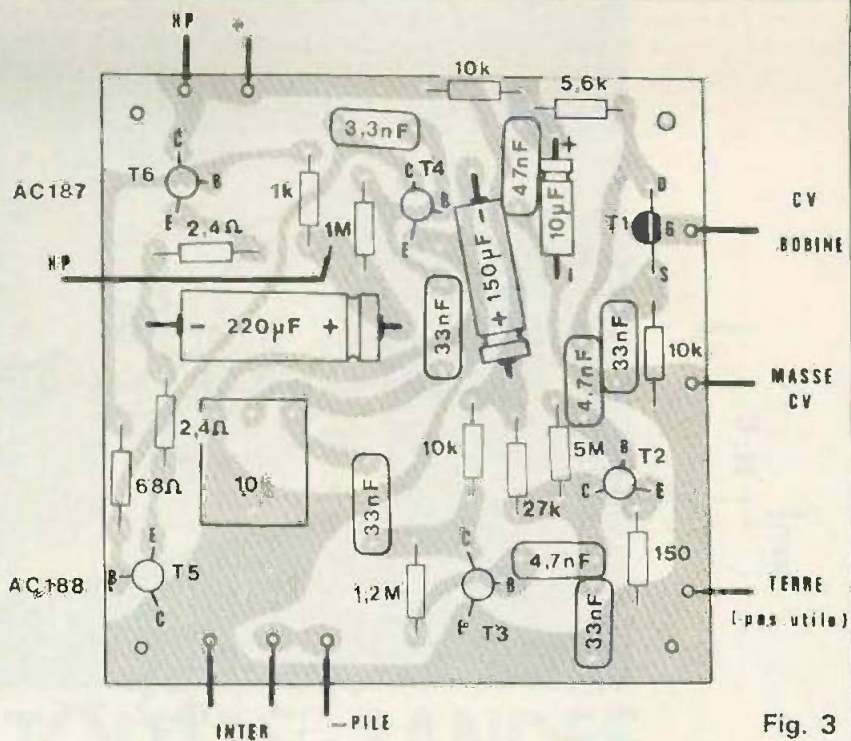 HP
*
10k
5,6k
3,3nF
AC187
C
T6
B
E
1k
C
T4
B
E
47nF
+
10µF
-
D
T1
G
S
CV
BOBINE
2,4Ω
1M
HP
- 220µF +
33nF
- 150µF +
4,7nF
33nF
10k
MASSE
CV
2,4Ω
68Ω
10
33nF
10k
27k
5M
B
T2
C
E
AC188
E
B
T5
C
1,2M
C
B
E
T3
4,7nF
33nF
150
TERRE
(-pas utile)
INTER
-PILE
Fig. 3